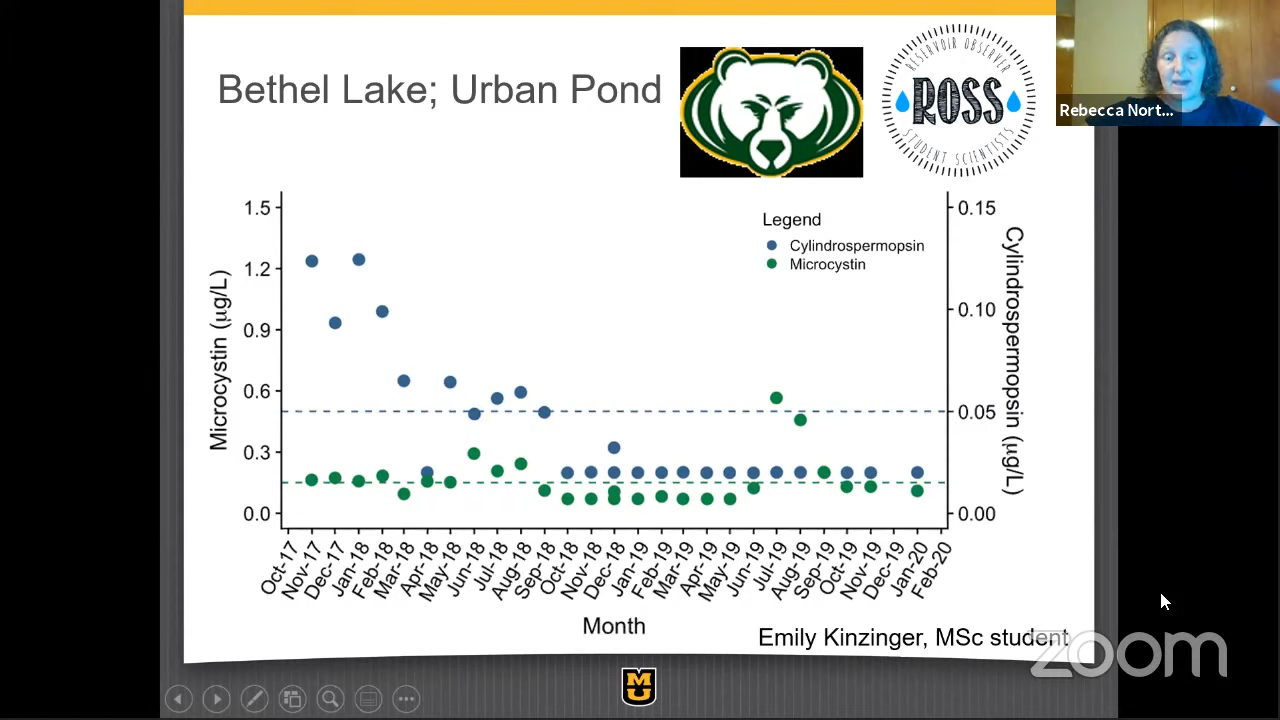 Bethel Lake; Urban Pond
RESERVOIR OBSERVER
ROSS
STUDENT SCIENTISTS
Rebecca Nort...
Legend
Cylindrospermopsin
Microcystin
Microcystin (µg/L)
1.5
1.2
0.9
0.6
0.3
0.0
0.15
0.10
0.05
0.00
Cylindrospermopsin (µg/L)
Oct-17
Nov-17
Dec-17
Jan-18
Feb-18
Mar-18
Apr-18
May-18
Jun-18
Jul-18
Aug-18
Sep-18
Oct-18
Nov-18
Dec-18
Jan-19
Feb-19
Mar-19
Apr-19
May-19
Jun-19
Jul-19
Aug-19
Sep-19
Oct-19
Nov-19
Dec-19
Jan-20
Feb-20
Month
Emily Kinzinger, MSc student
zoom
MU